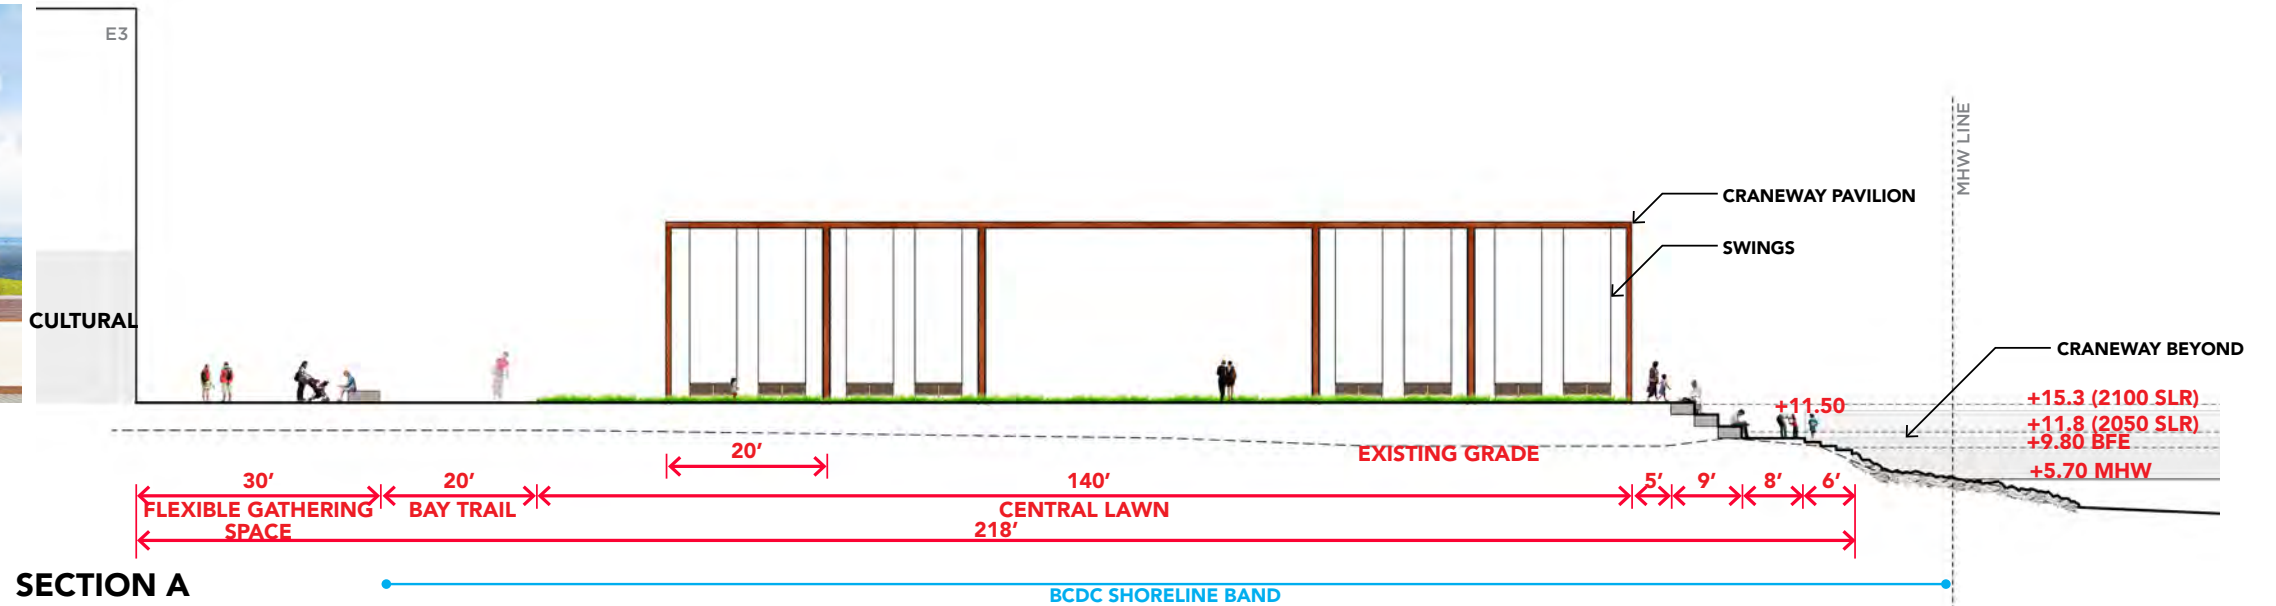 E3
MHW LINE
CRANEWAY PAVILION
SWINGS
CULTURAL
CRANEWAY BEYOND
+15.3 (2100 SLR)
+11.50
+11.8 (2050 SLR)
+9.80 BFE
+5.70 MHW
EXISTING GRADE
20’
30’
20’
140’
5’
9’
8’
6’
FLEXIBLE GATHERING
SPACE
BAY TRAIL
CENTRAL LAWN
218’
SECTION A
BCDC SHORELINE BAND